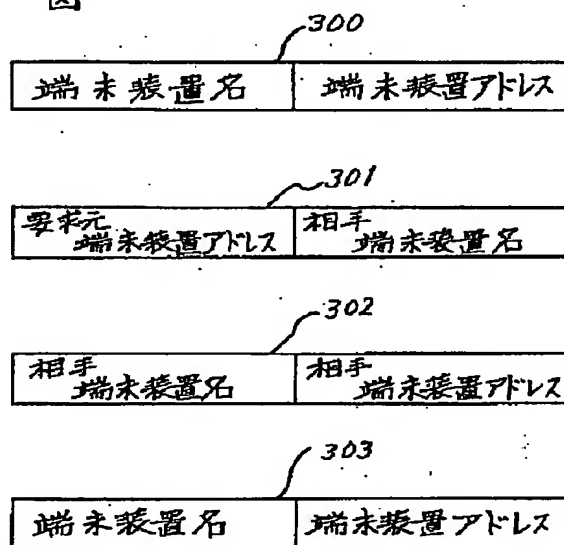 図
300
端末装置名 端末装置アドレス
301
要求元 相手
端末装置アドレス 端末装置名
302
相手 相手
端末装置名 端末装置アドレス
303
端末装置名 端末装置アドレス